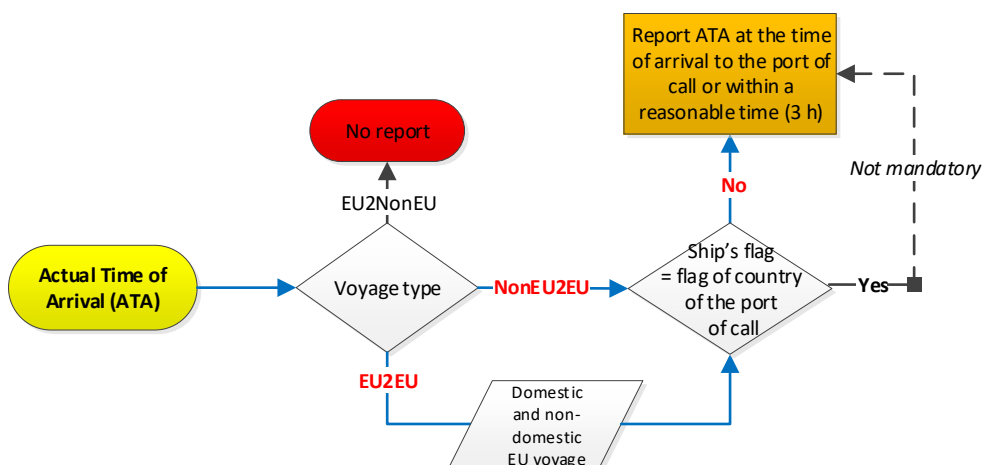 Report ATA at the time
of arrival to the port of
call or within a
reasonable time (3 h)
No report
Not mandatory
No
EU2NonEU
Actual Time of
Arrival (ATA)
Voyage type
NonEU2EU
Ship's flag
= flag of country
of the port
of call
Yes
EU2EU
Domestic
and non-
domestic
EU voyage